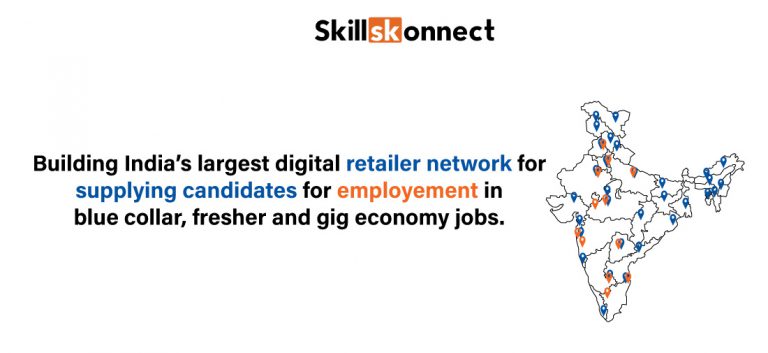 Skillskonnect
Building India's largest digital retailer network for
supplying candidates for employement in
blue collar, fresher and gig economy jobs.